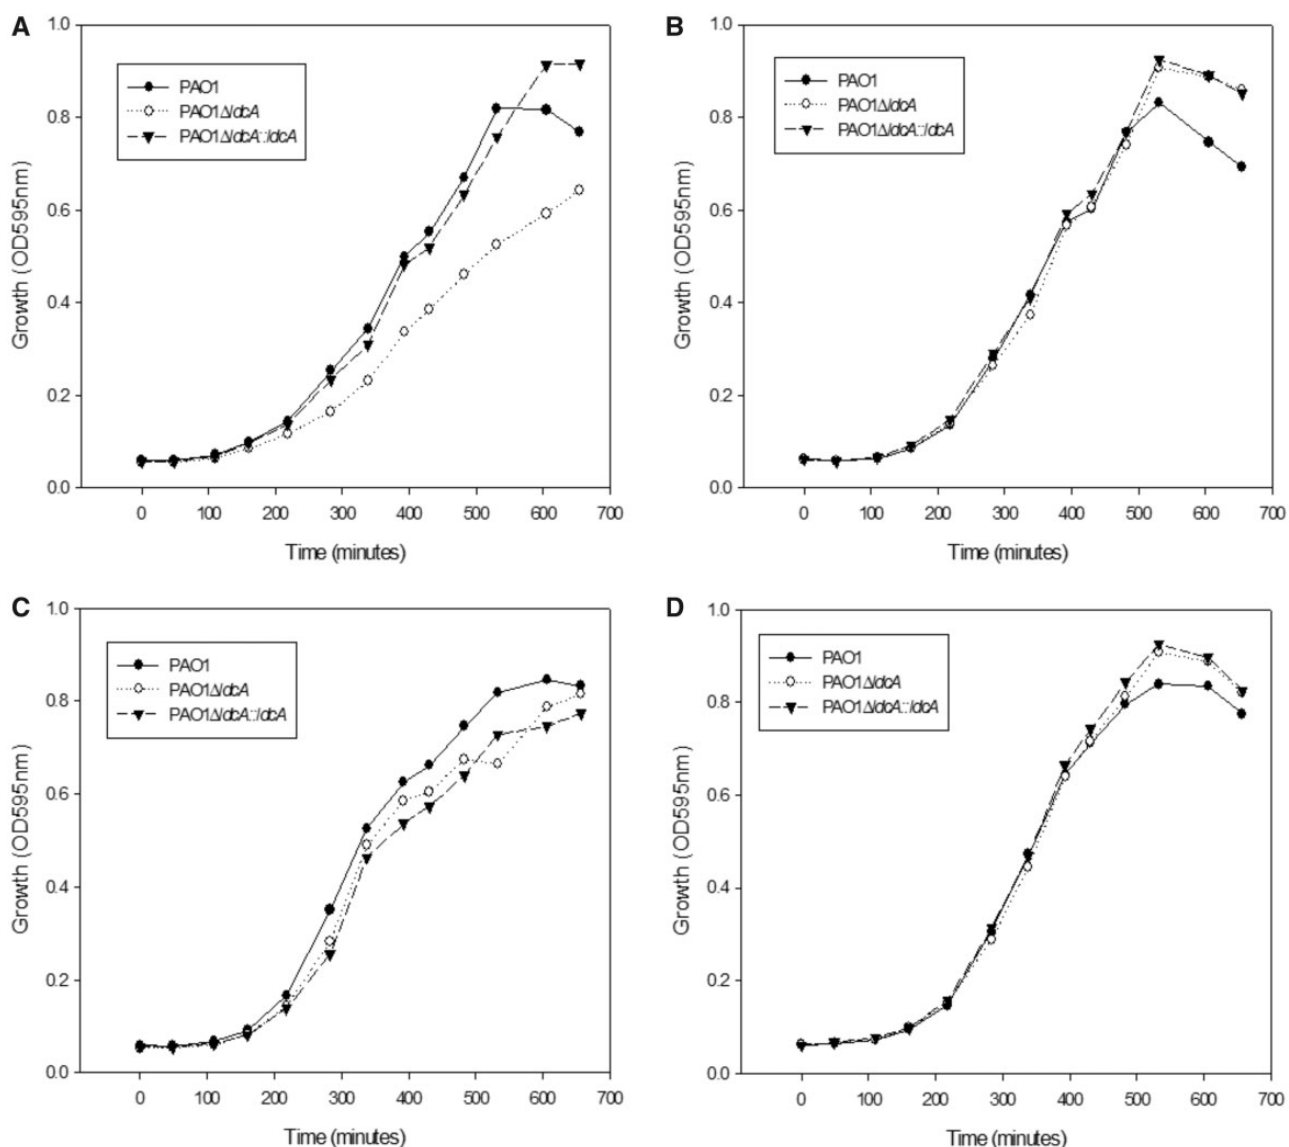 A
1.0
0.8
0.6
0.4
0.2
0.0
Growth (OD595nm)
PAO1
PAO1ΔldcA
PAO1ΔldcA::ldcA
0 100 200 300 400 500 600 700
Time (minutes)
B
1.0
0.8
0.6
0.4
0.2
0.0
Growth (OD595nm)
PAO1
PAO1ΔldcA
PAO1ΔldcA::ldcA
0 100 200 300 400 500 600 700
Time (minutes)
C
1.0
0.8
0.6
0.4
0.2
0.0
Growth (OD595nm)
PAO1
PAO1ΔldcA
PAO1ΔldcA::ldcA
0 100 200 300 400 500 600 700
Time (minutes)
D
1.0
0.8
0.6
0.4
0.2
0.0
Growth (OD595nm)
PAO1
PAO1ΔldcA
PAO1ΔldcA::ldcA
0 100 200 300 400 500 600 700
Time (minutes)